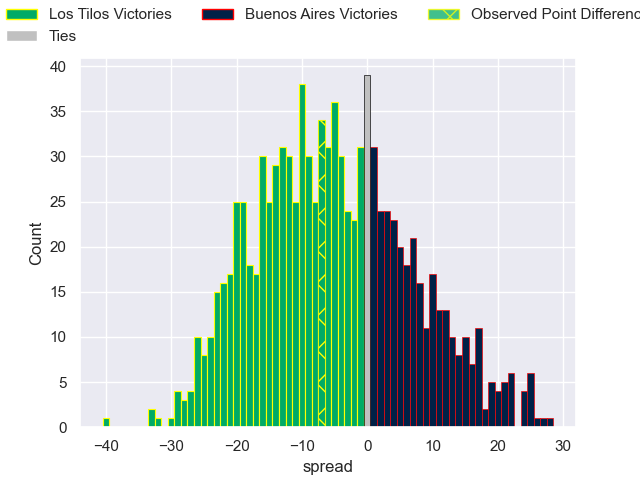 Los Tilos Victories
Buenos Aires Victories
Observed Point Differenc
Ties
40
35
30
25
20
15
10
5
0
Count
−40 −30 −20 −10 0 10 20 30
spread